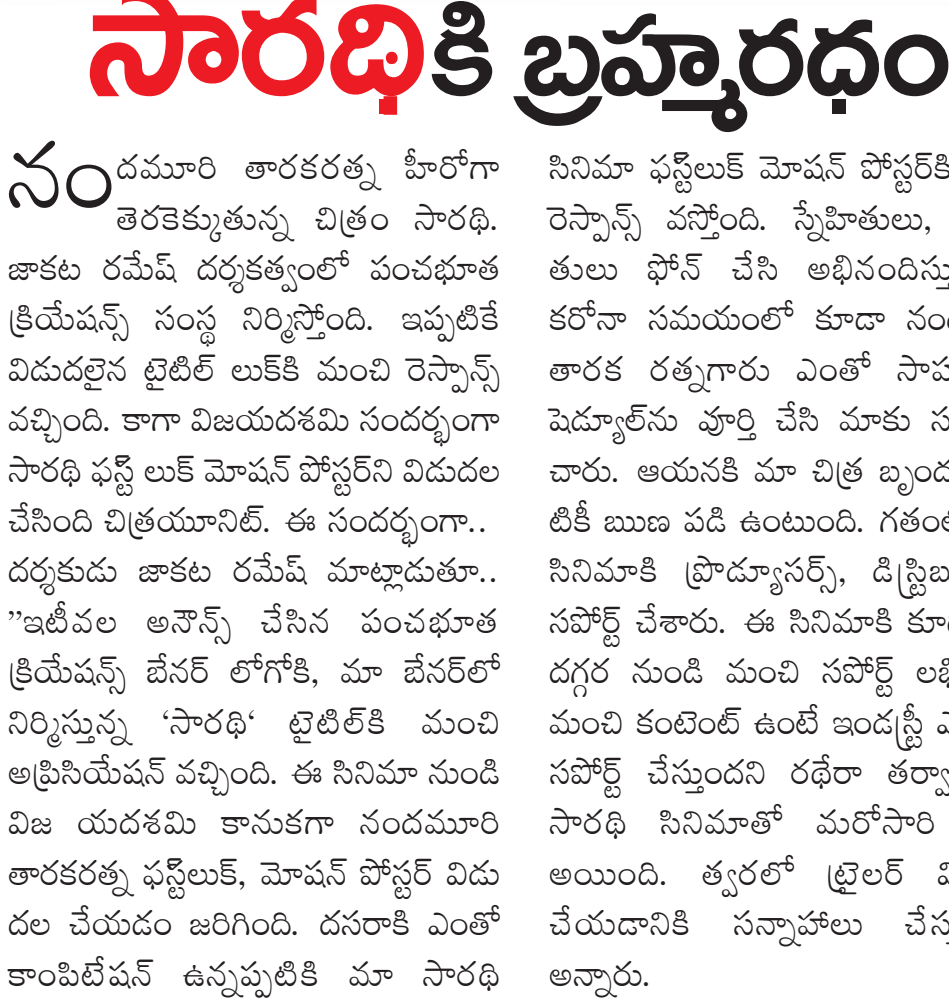 సారథికి బ్రహ్మరథం
నందమూరి తారకరత్న హీరోగా
తెరకెక్కుతున్న చిత్రం సారథి.
జాకట రమేష్ దర్శకత్వంలో పంచభూత
క్రియేషన్స్ సంస్థ నిర్మిస్తోంది. ఇప్పటికే
విడుదలైన టైటిల్ లుక్‌కి మంచి రెస్పాన్స్
వచ్చింది. కాగా విజయదశమి సందర్భంగా
సారథి ఫస్ట్ లుక్ మోషన్ పోస్టర్‌ని విడుదల
చేసింది చిత్రయూనిట్. ఈ సందర్భంగా..
దర్శకుడు జాకట రమేష్ మాట్లాడుతూ..
”ఇటీవల అనౌన్స్ చేసిన పంచభూత
క్రియేషన్స్ బేనర్ లోగోకి, మా బేనర్‌లో
నిర్మిస్తున్న ‘సారథి‘ టైటిల్‌కి మంచి
అప్రిసియేషన్ వచ్చింది. ఈ సినిమా నుండి
విజ యదశమి కానుకగా నందమూరి
తారకరత్న ఫస్ట్‌లుక్, మోషన్ పోస్టర్ విడు
దల చేయడం జరిగింది. దసరాకి ఎంతో
కాంపిటేషన్ ఉన్నప్పటికి మా సారథి
సినిమా ఫస్ట్‌లుక్ మోషన్ పోస్టర్‌కి
రెస్పాన్స్ వస్తోంది. స్నేహితులు,
తులు ఫోన్ చేసి
కరోనా సమయంలో కూడా
తారక రత్నగారు ఎంతో
షెడ్యూల్‌ను పూర్తి చేసి మాకు
చారు. ఆయనకి మా చిత్ర
టికీ ఋణ పడి ఉంటుంది.
సినిమాకి ప్రొడ్యూసర్స్,
సపోర్ట్ చేశారు. ఈ సినిమాకి
దగ్గర నుండి మంచి సపోర్ట్
మంచి కంటెంట్ ఉంటే ఇండస్ట్రీ
సపోర్ట్ చేస్తుందని రథేరా
సారథి సినిమాతో మరోసారి
అయింది. త్వరలో ట్రైలర్
చేయడానికి సన్నాహాలు
అన్నారు.